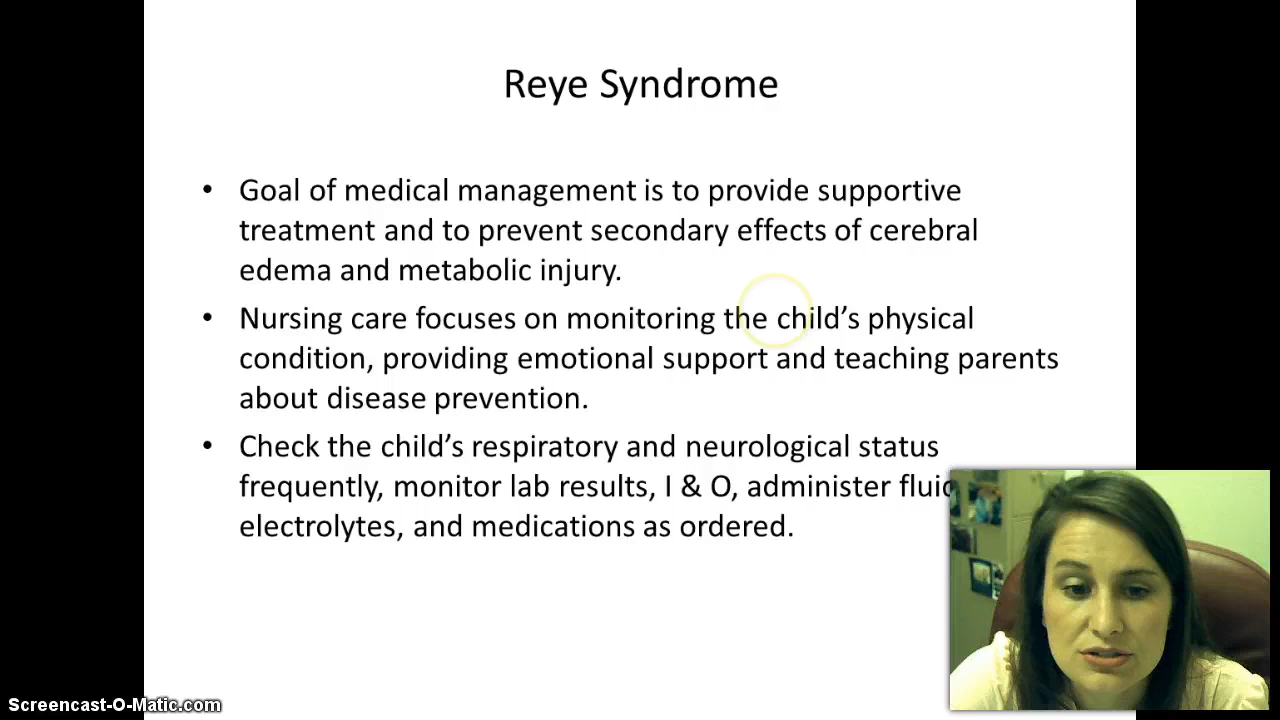 Reye Syndrome
• Goal of medical management is to provide supportive
treatment and to prevent secondary effects of cerebral
edema and metabolic injury.
• Nursing care focuses on monitoring the child’s physical
condition, providing emotional support and teaching parents
about disease prevention.
• Check the child’s respiratory and neurological status
frequently, monitor lab results, I & O, administer
electrolytes, and medications as ordered.
Screencast-O-Matic.com